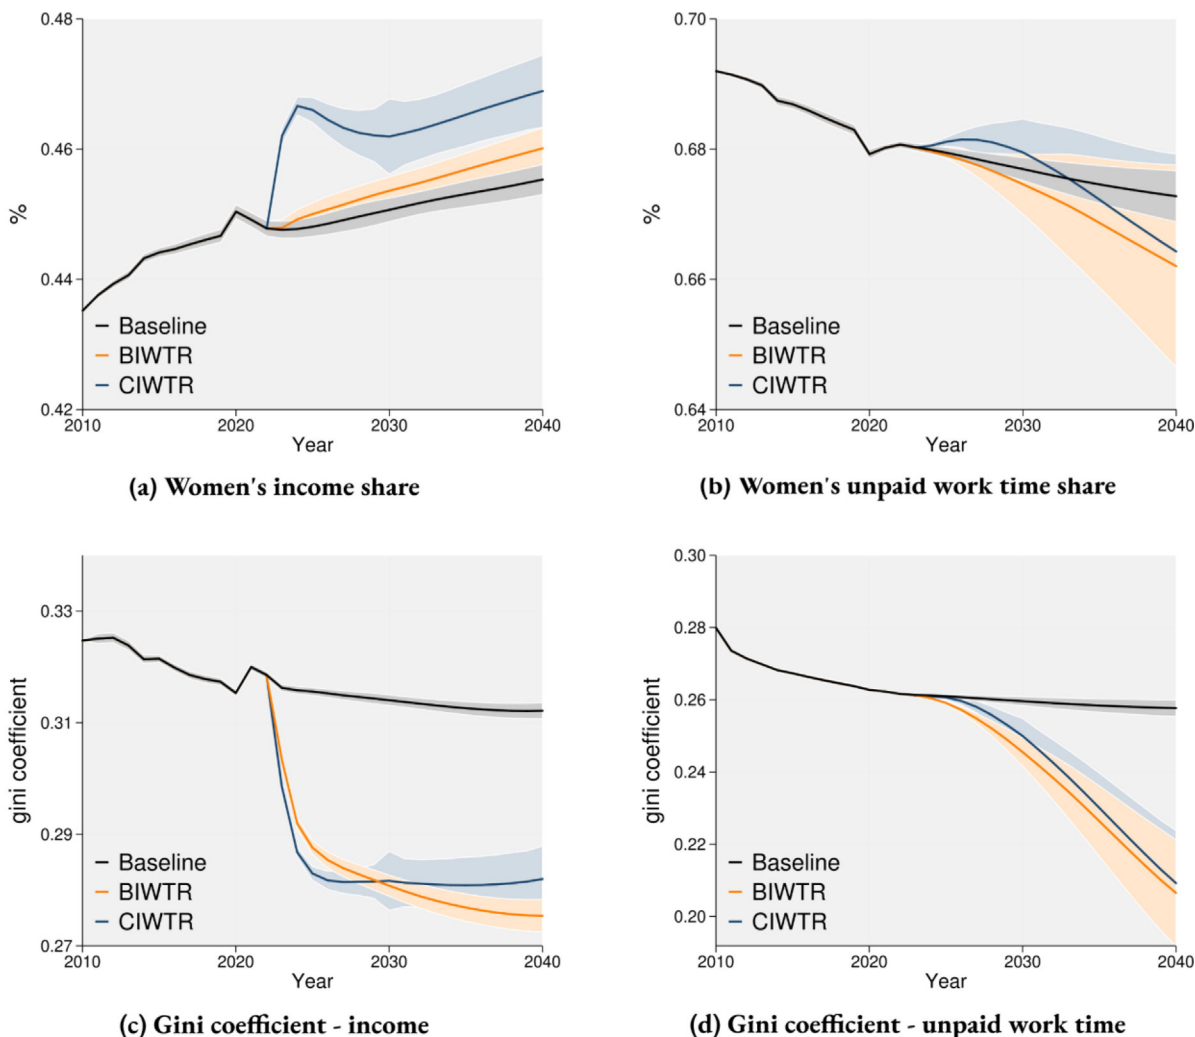 0.48
0.46
0.44
0.42
%
2010
2020
2030
2040
Year
Baseline
BIWTR
CIWTR
(a) Women's income share
0.70
0.68
0.66
0.64
%
2010
2020
2030
2040
Year
Baseline
BIWTR
CIWTR
(b) Women's unpaid work time share
0.33
0.31
0.29
0.27
gini coefficient
2010
2020
2030
2040
Year
Baseline
BIWTR
CIWTR
(c) Gini coefficient - income
0.30
0.28
0.26
0.24
0.22
0.20
gini coefficient
2010
2020
2030
2040
Year
Baseline
BIWTR
CIWTR
(d) Gini coefficient - unpaid work time